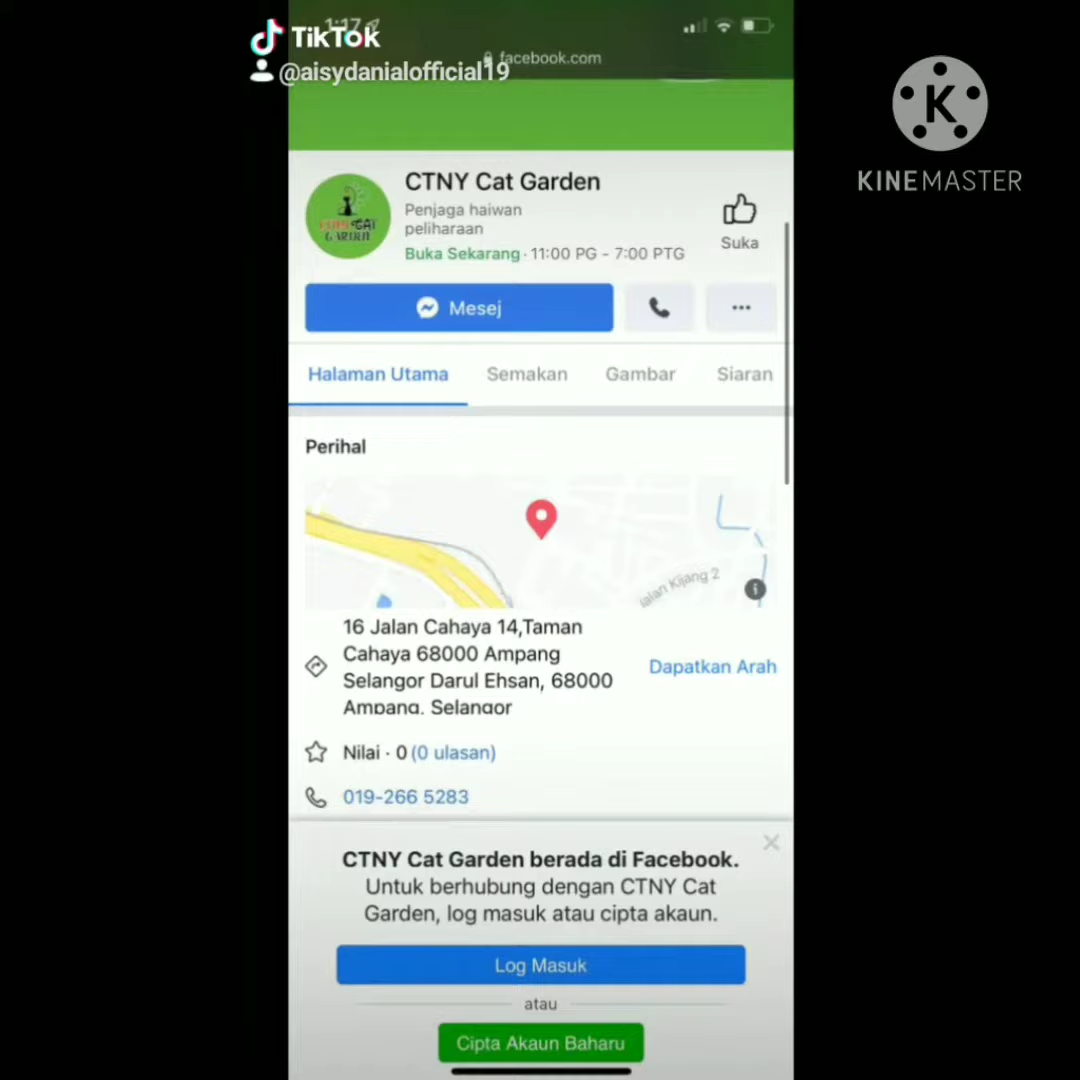 1:17
TikTok
@aisydanialofficial19
facebook.com
KINEMASTER
CTNY Cat Garden
Penjaga haiwan
peliharaan
Buka Sekarang · 11:00 PG - 7:00 PTG
Suka
Mesej
Halaman Utama Semakan Gambar Siaran
Perihal
Jalan Kijang 2
16 Jalan Cahaya 14,Taman
Cahaya 68000 Ampang
Selangor Darul Ehsan, 68000
Ampang, Selangor
Dapatkan Arah
Nilai · 0 (0 ulasan)
019-266 5283
CTNY Cat Garden berada di Facebook.
Untuk berhubung dengan CTNY Cat
Garden, log masuk atau cipta akaun.
Log Masuk
atau
Cipta Akaun Baharu